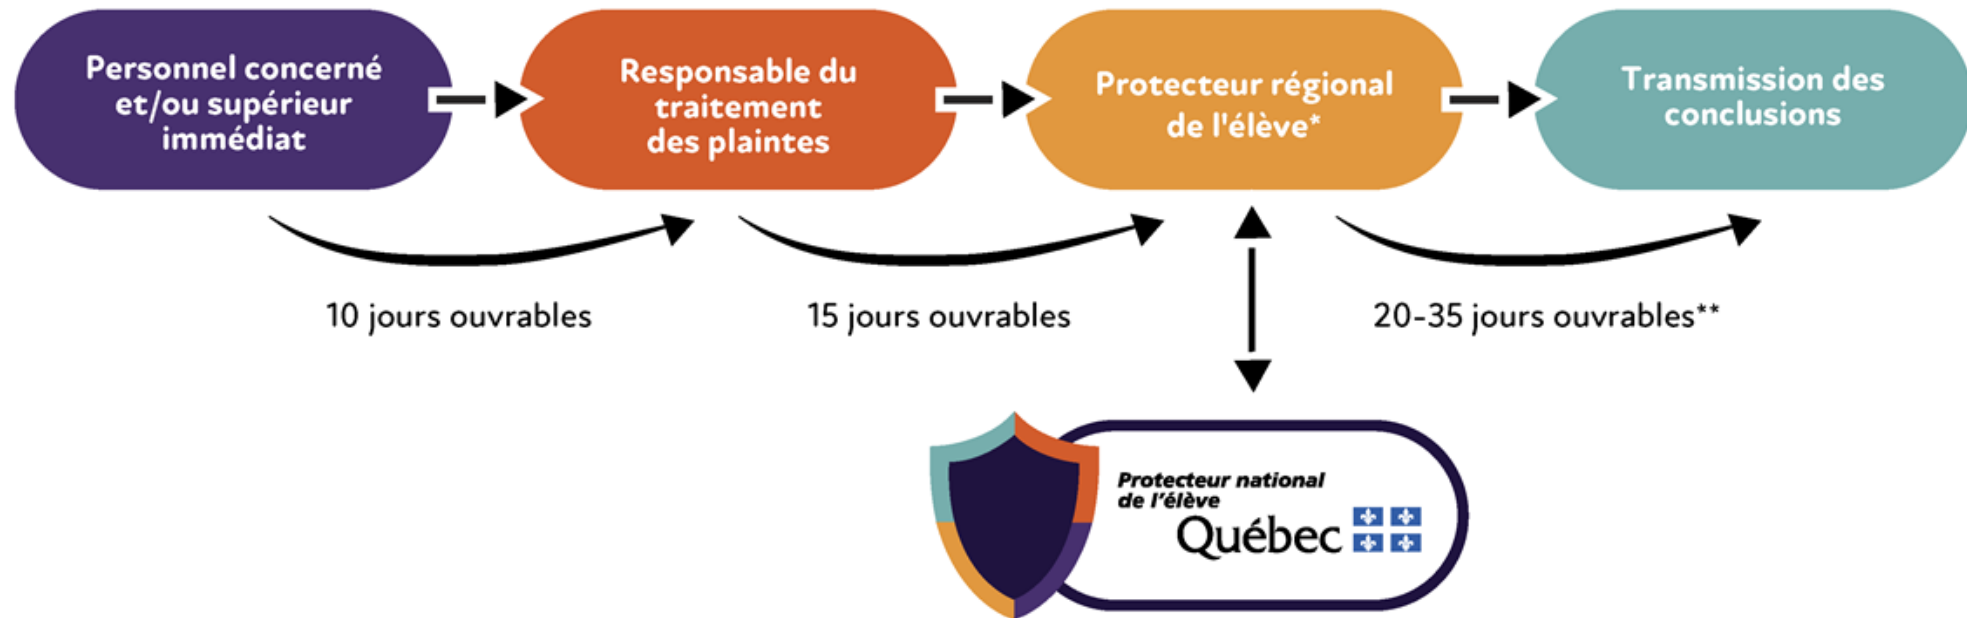 Personnel concerné
et/ou supérieur
immédiat
Responsable du
traitement
des plaintes
Protecteur régional
de l'élève*
Transmission des
conclusions
10 jours ouvrables
15 jours ouvrables
20-35 jours ouvrables**
Protecteur national
de l'élève
Québec